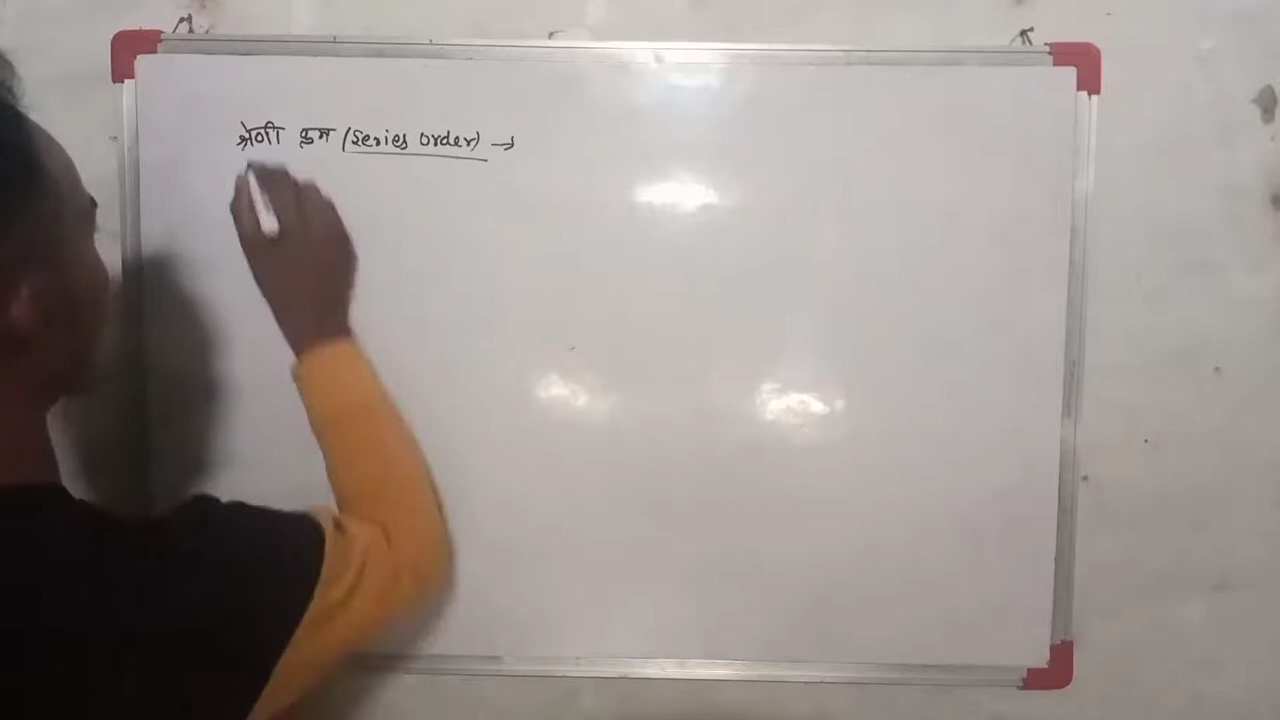 श्रेणी क्रम (Series order) →